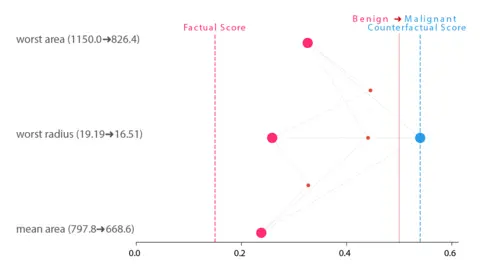 Benign ➔ Malignant
Factual Score
Counterfactual Score
worst area (1150.0➔826.4)
worst radius (19.19➔16.51)
mean area (797.8➔668.6)
0.0
0.2
0.4
0.6